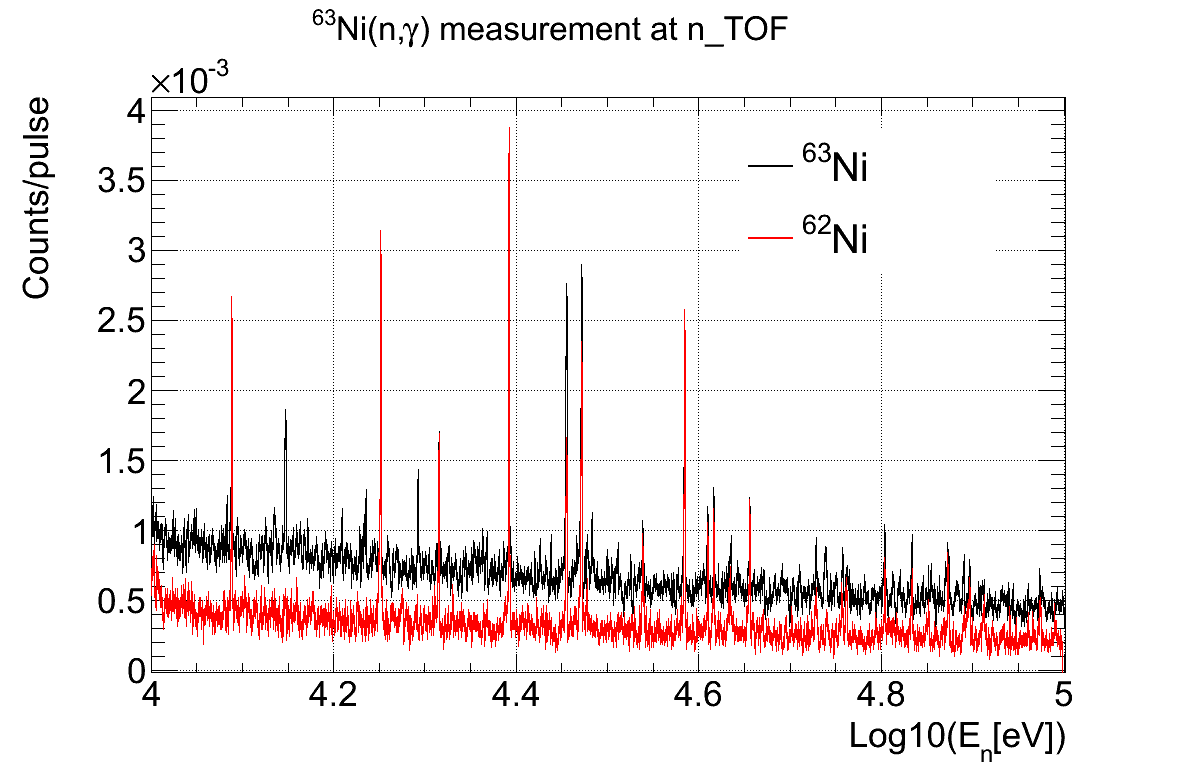 ⁶³Ni(n,γ) measurement at n_TOF
×10⁻³
Counts/pulse
4
3.5
3
2.5
2
1.5
1
0.5
0
⁶³Ni
⁶²Ni
4 4.2 4.4 4.6 4.8 5
Log10(Eₙ[eV])